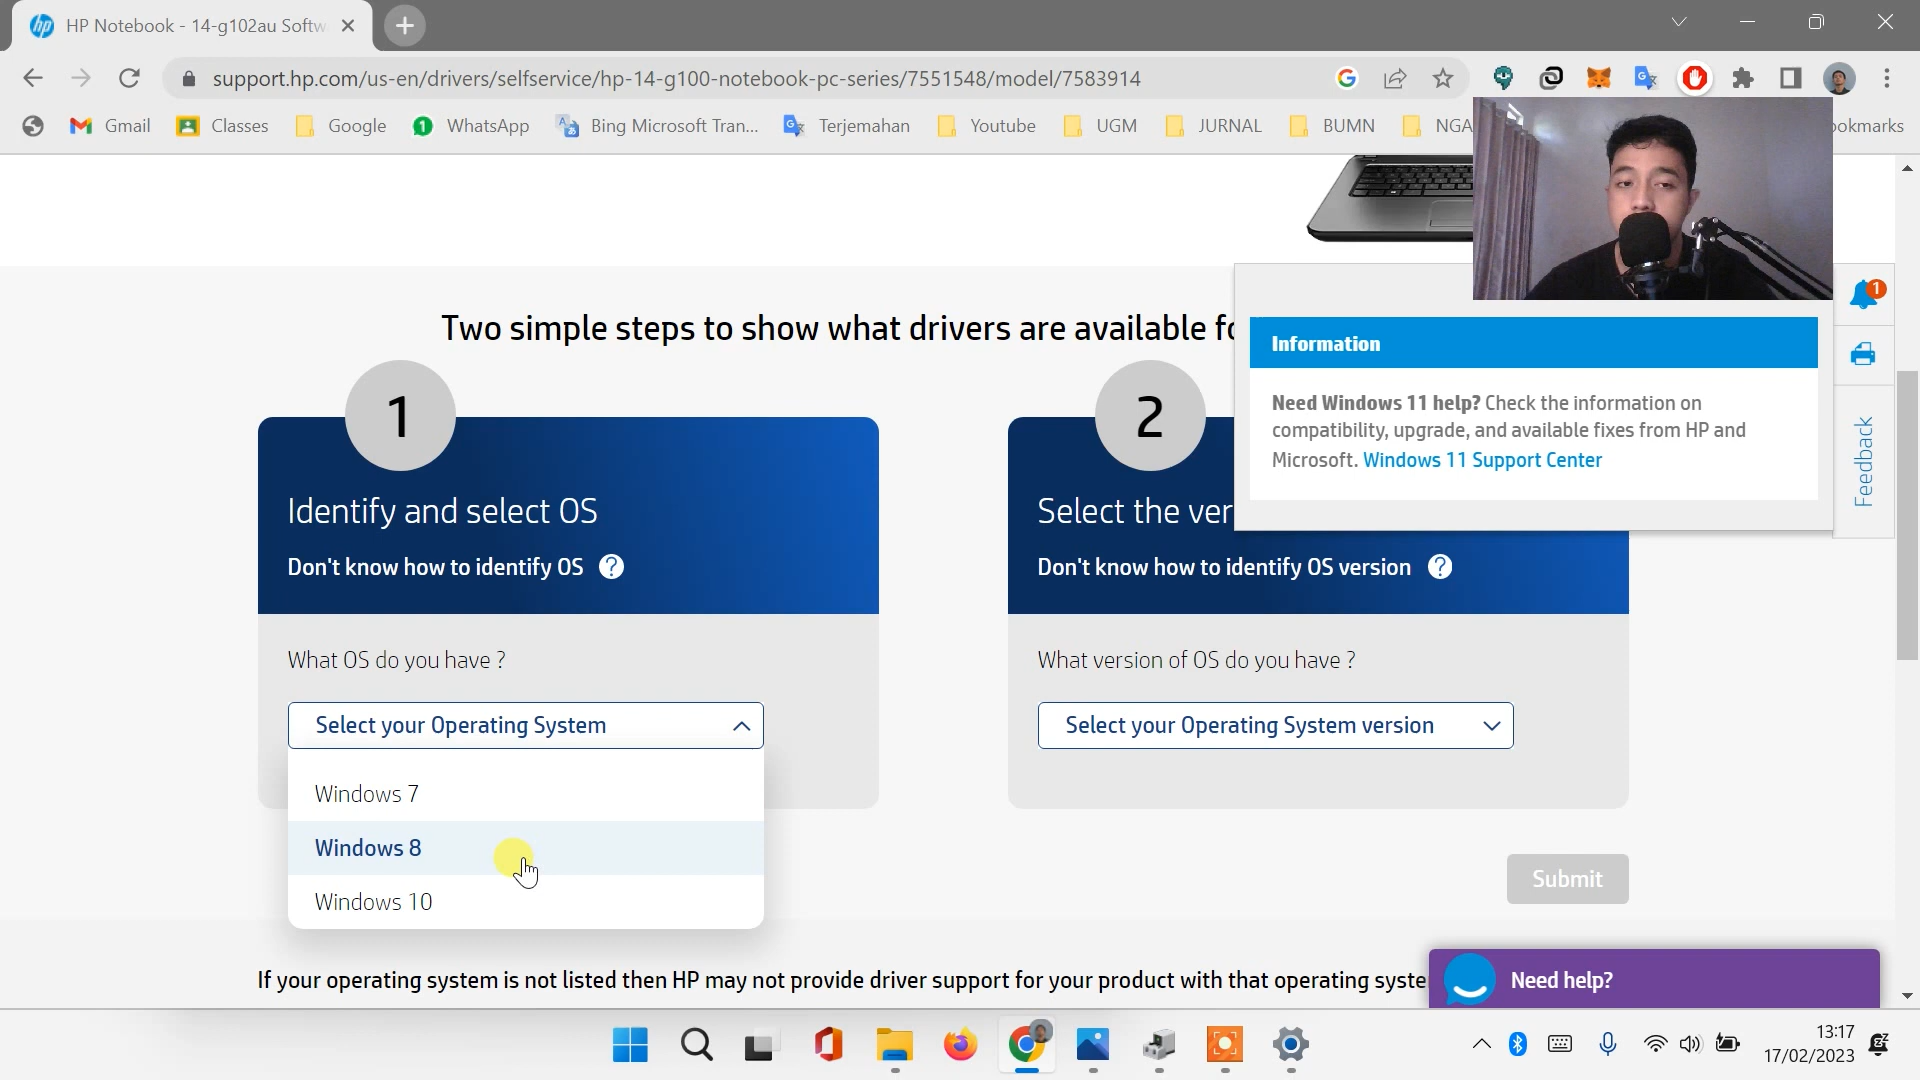 HP Notebook - 14-g102au Softw
support.hp.com/us-en/drivers/selfservice/hp-14-g100-notebook-pc-series/7551548/model/7583914
Gmail
Classes
Google
1
WhatsApp
Bing Microsoft Tran...
Terjemahan
Youtube
UGM
JURNAL
BUMN
NGA
ookmarks
Two simple steps to show what drivers are available fo
1
Identify and select OS
Don't know how to identify OS ?
What OS do you have ?
Select your Operating System
Windows 7
Windows 8
Windows 10
2
Select the ver
Don't know how to identify OS version ?
What version of OS do you have ?
Select your Operating System version
Submit
Information
Need Windows 11 help? Check the information on
compatibility, upgrade, and available fixes from HP and
Microsoft. Windows 11 Support Center
1
Feedback
If your operating system is not listed then HP may not provide driver support for your product with that operating syste
Need help?
13:17
17/02/2023